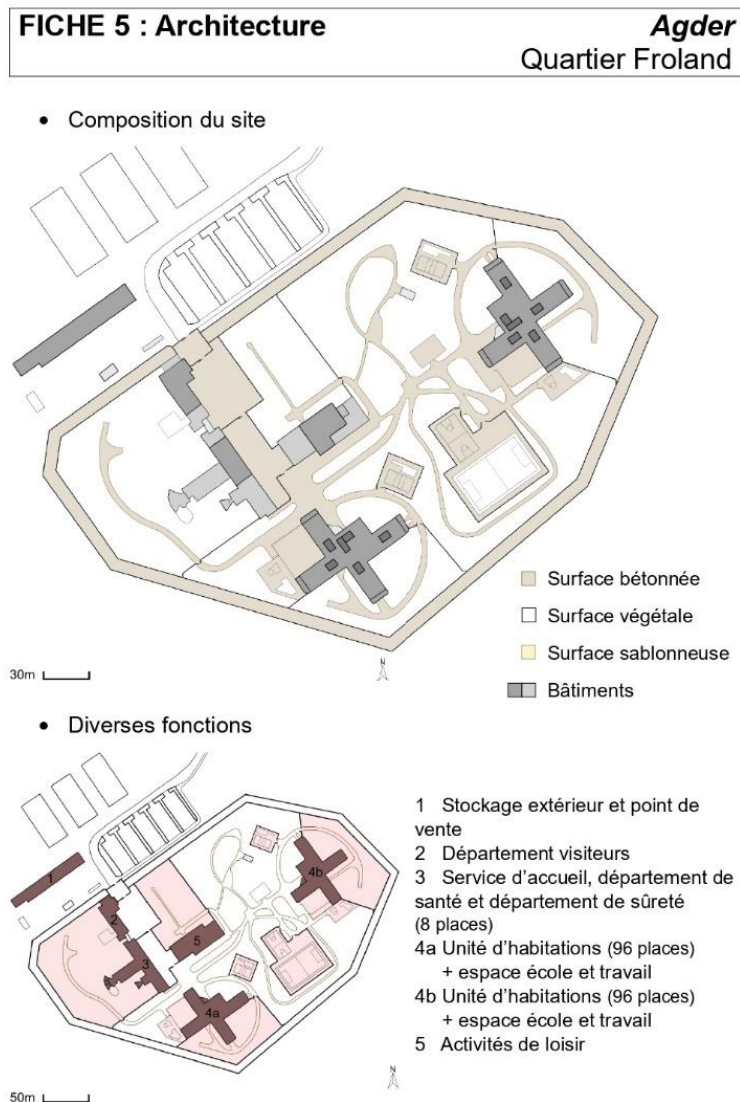 FICHE 5 : Architecture
Agder
Quartier Froland
• Composition du site
Surface bétonnée
Surface végétale
Surface sablonneuse
Bâtiments
30m
N
• Diverses fonctions
1 Stockage extérieur et point de
vente
2 Département visiteurs
3 Service d'accueil, département de
santé et département de sûreté
(8 places)
4a Unité d'habitations (96 places)
+ espace école et travail
4b Unité d'habitations (96 places)
+ espace école et travail
5 Activités de loisir
1
2
3
4a
4b
5
50m
N